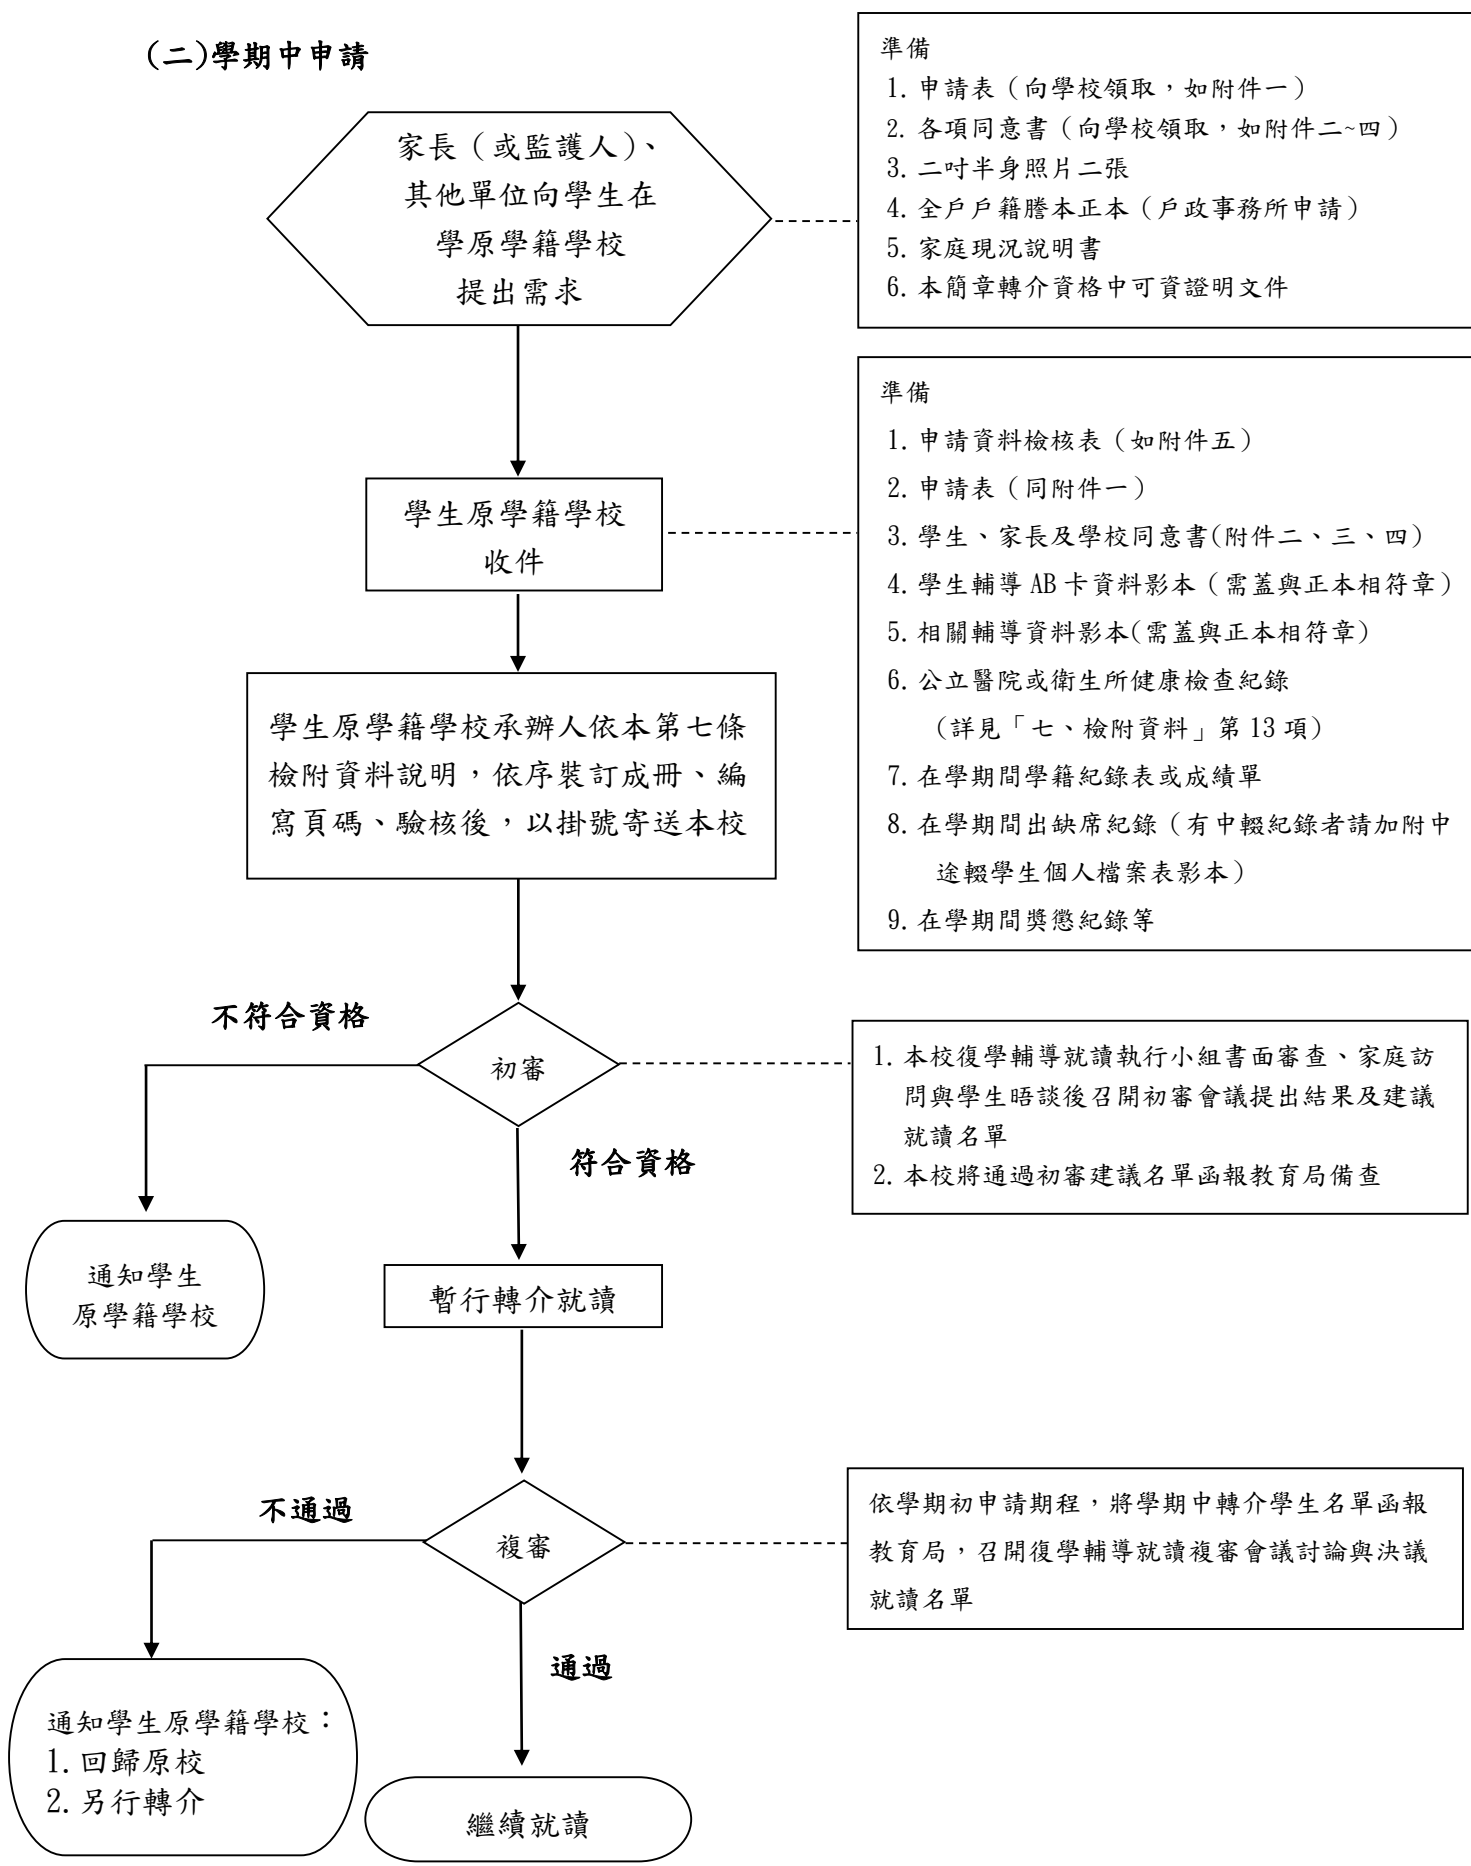 (二)學期中申請
準備
1. 申請表（向學校領取，如附件一）
2. 各項同意書（向學校領取，如附件二~四）
3. 二吋半身照片二張
4. 全戶戶籍謄本正本（戶政事務所申請）
5. 家庭現況說明書
6. 本簡章轉介資格中可資證明文件
家長（或監護人）、
其他單位向學生在
學原學籍學校
提出需求
準備
1. 申請資料檢核表（如附件五）
2. 申請表（同附件一）
3. 學生、家長及學校同意書(附件二、三、四）
4. 學生輔導 AB 卡資料影本（需蓋與正本相符章）
5. 相關輔導資料影本(需蓋與正本相符章）
6. 公立醫院或衛生所健康檢查紀錄
（詳見「七、檢附資料」第 13 項）
7. 在學期間學籍紀錄表或成績單
8. 在學期間出缺席紀錄（有中輟紀錄者請加附中
途輟學生個人檔案表影本）
9. 在學期間獎懲紀錄等
學生原學籍學校
收件
學生原學籍學校承辦人依本第七條
檢附資料說明，依序裝訂成冊、編
寫頁碼、驗核後，以掛號寄送本校
不符合資格
初審
1. 本校復學輔導就讀執行小組書面審查、家庭訪
問與學生晤談後召開初審會議提出結果及建議
就讀名單
2. 本校將通過初審建議名單函報教育局備查
符合資格
通知學生
原學籍學校
暫行轉介就讀
不通過
複審
依學期初申請期程，將學期中轉介學生名單函報
教育局，召開復學輔導就讀複審會議討論與決議
就讀名單
通過
通知學生原學籍學校：
1. 回歸原校
2. 另行轉介
繼續就讀